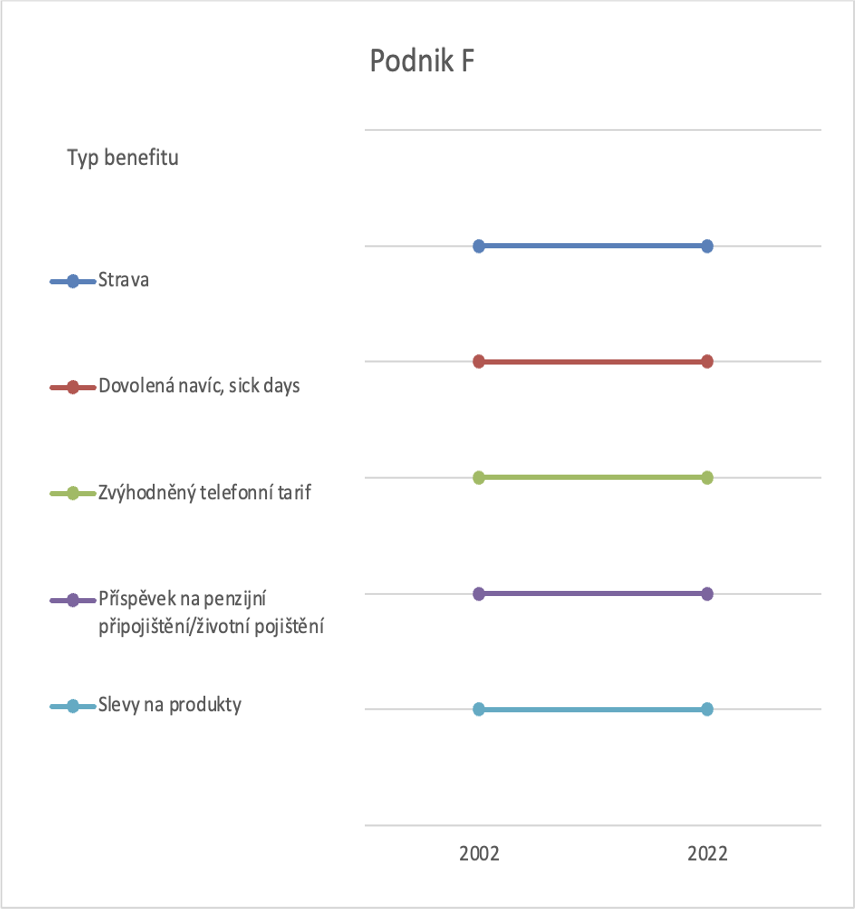 Podnik F
Typ benefitu
Strava
Dovolená navíc, sick days
Zvýhodněný telefonní tarif
Příspěvek na penzijní
připojištění/životní pojištění
Slevy na produkty
2002
2022